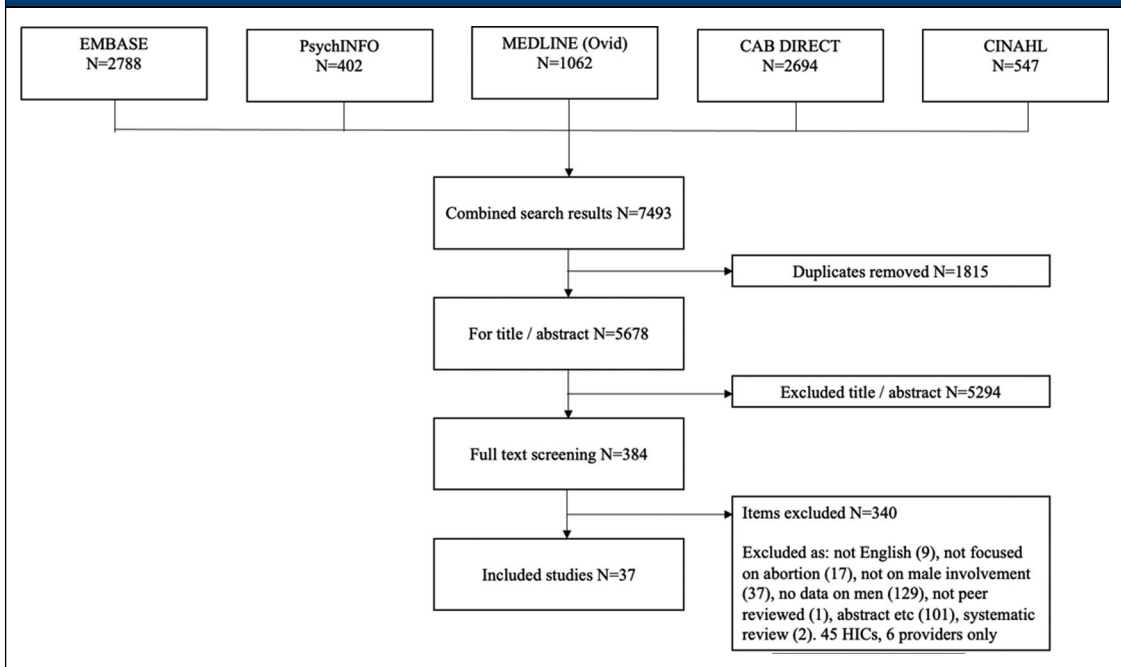 EMBASE
N=2788
PsychINFO
N=402
MEDLINE (Ovid)
N=1062
CAB DIRECT
N=2694
CINAHL
N=547
Combined search results N=7493
Duplicates removed N=1815
For title / abstract N=5678
Excluded title / abstract N=5294
Full text screening N=384
Items excluded N=340
Excluded as: not English (9), not focused
on abortion (17), not on male involvement
(37), no data on men (129), not peer
reviewed (1), abstract etc (101), systematic
review (2). 45 HICs, 6 providers only
Included studies N=37